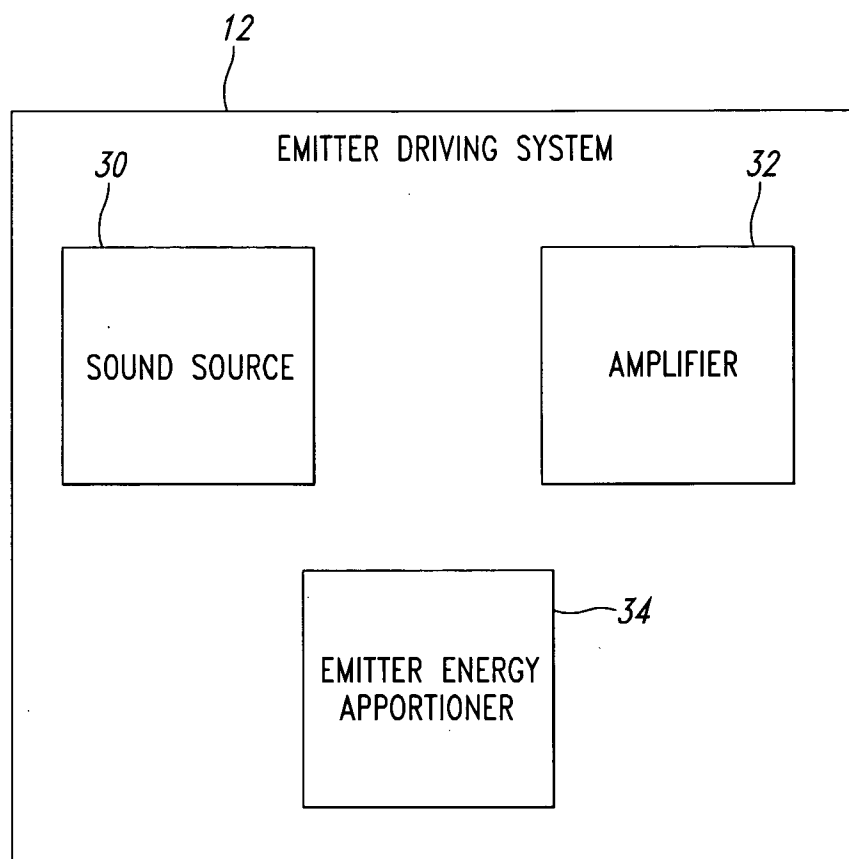 12
EMITTER DRIVING SYSTEM
30
32
SOUND SOURCE
AMPLIFIER
34
EMITTER ENERGY
APPORTIONER